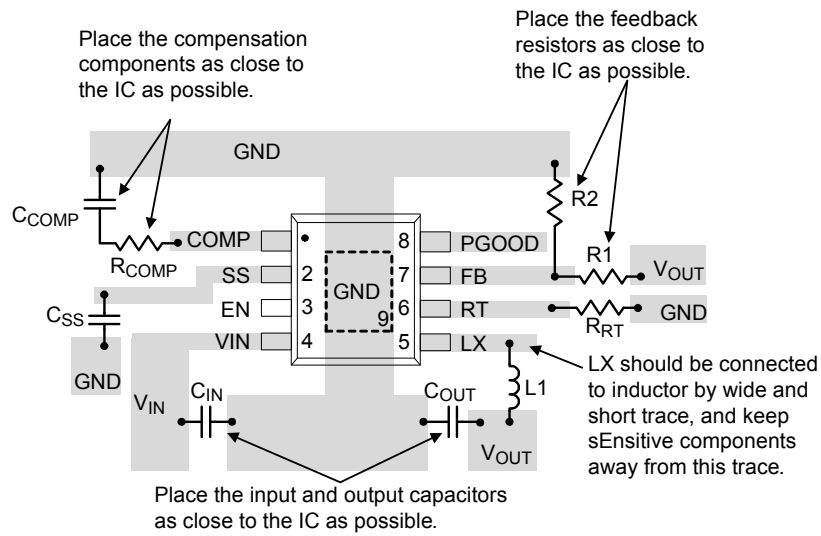 Place the compensation
components as close to
the IC as possible.
Place the feedback
resistors as close to
the IC as possible.
GND
CCOMP
RCOMP
COMP
SS
EN
VIN
2
3
4
GND
9
8
7
6
5
PGOOD
FB
RT
LX
R2
R1
VOUT
RRT
GND
CSS
GND
VIN
CIN
COUT
L1
VOUT
LX should be connected
to inductor by wide and
short trace, and keep
sEnsitive components
away from this trace.
Place the input and output capacitors
as close to the IC as possible.